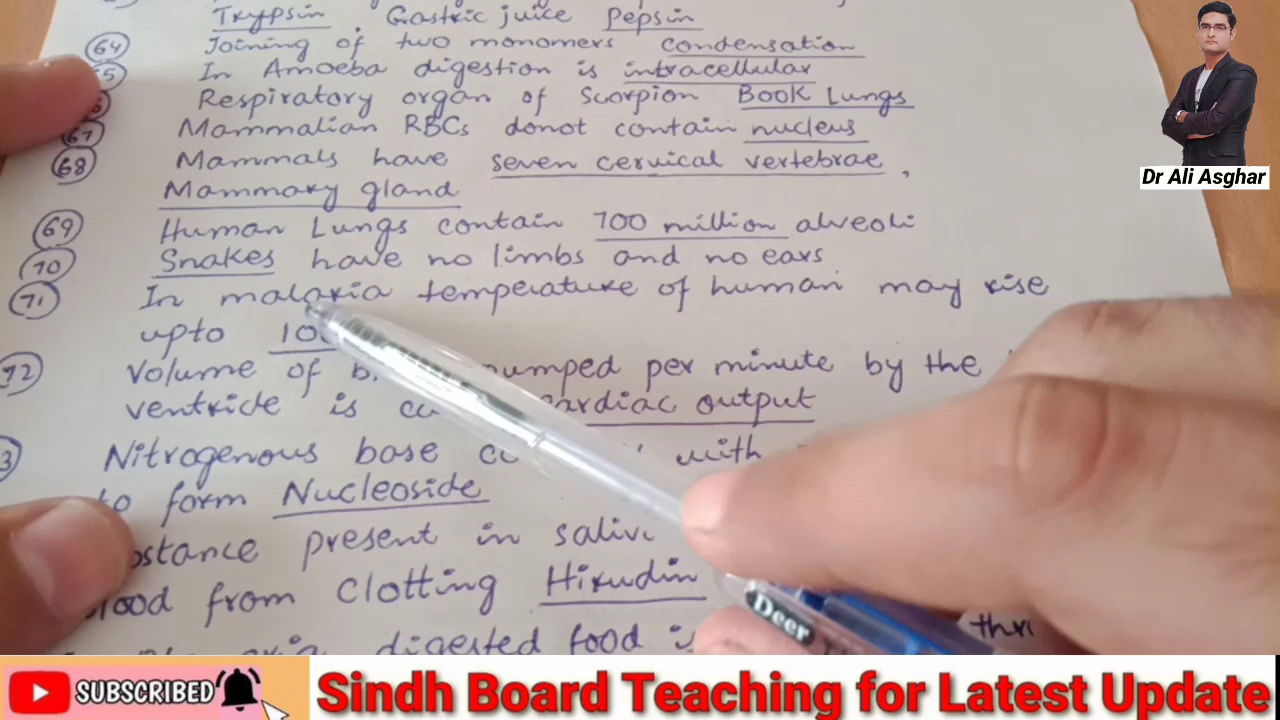 Trypsin. Gastric juice Pepsin
64 Joining of two monomers condensation
In Amoeba digestion is intracellular
Respiratory organ of Scorpion Book Lungs
67 Mammalian RBCs donot contain nucleus
68 Mammals have seven cervical vertebrae,
Mammary gland
69 Human Lungs contain 700 million alveoli
70 Snakes have no limbs and no ears
71 In malaria temperature of human may rise
upto
72 Volume of pumped per minute by the
ventricle is cardiac output
Nitrogenous base with
to form Nucleoside
present in
from Clotting Hirudin
digested food is
Deer
Dr Ali Asghar
SUBSCRIBED
Sindh Board Teaching for Latest Update